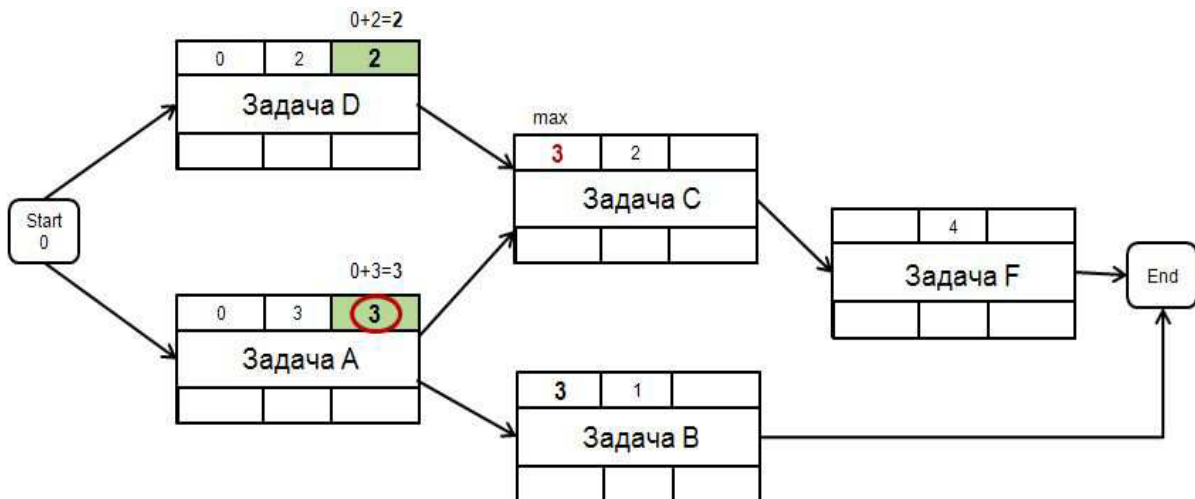 0+2=2
0 2 2
Задача D
max
3 2
Задача C
Start
0
4
Задача F
End
0+3=3
0 3 3
Задача A
3 1
Задача B